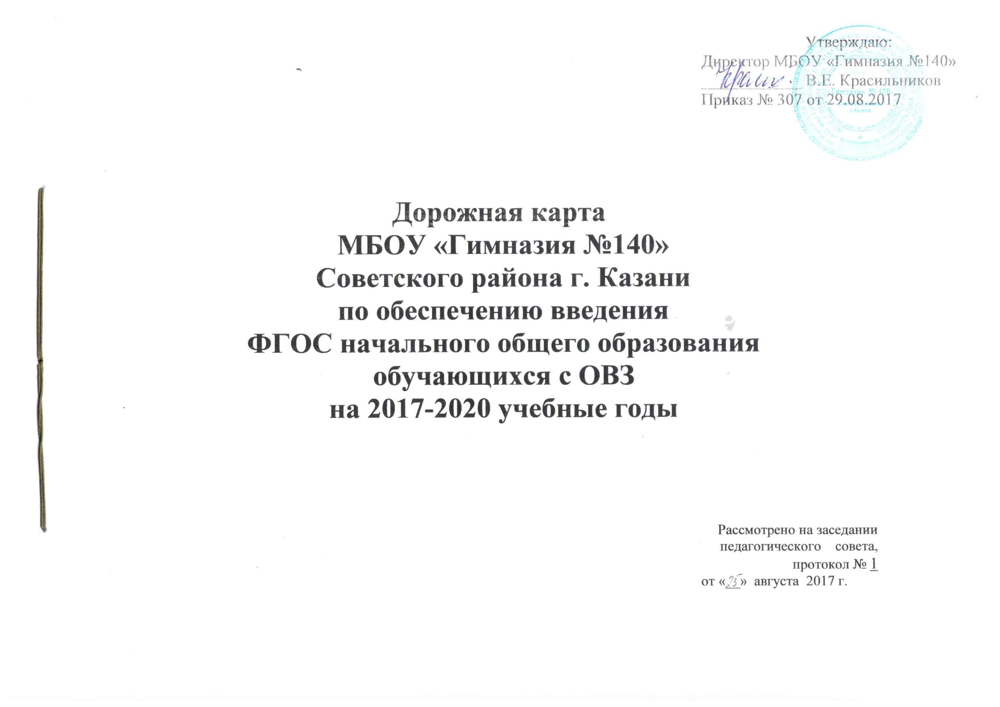 Утверждаю:
Директор МБОУ «Гимназия №140»
В.Е. Красильников
Приказ № 307 от 29.08.2017
Дорожная карта
МБОУ «Гимназия №140»
Советского района г. Казани
по обеспечению введения
ФГОС начального общего образования
обучающихся с ОВЗ
на 2017-2020 учебные годы
Рассмотрено на заседании
педагогического совета,
протокол № 1
от «25» августа 2017 г.